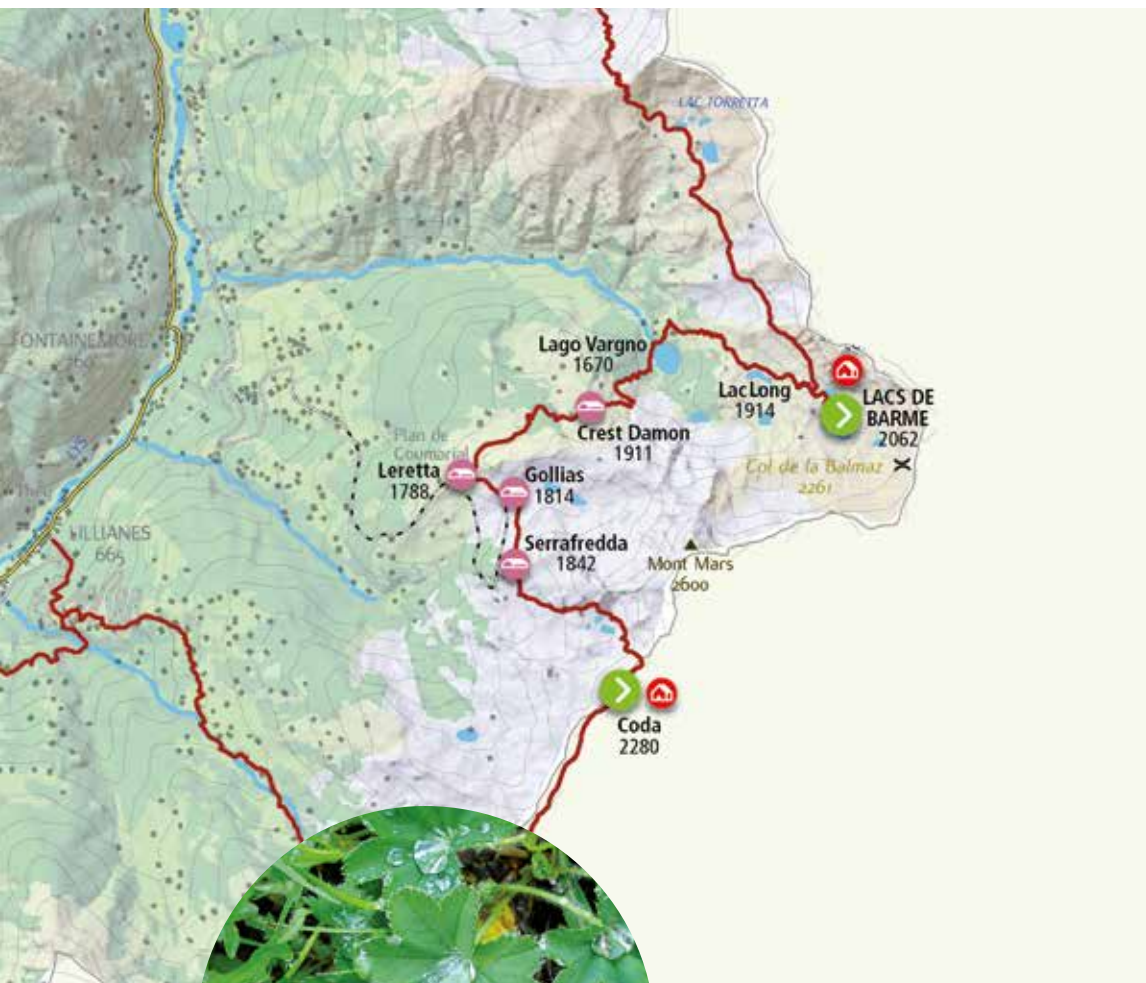 LAC TORRETTA
FONTAINEMORE
Lago Vargno
1670
Lac Long
1914
LACS DE
BARME
2062
Crest Damon
1911
Plan de
Coumarial
Leretta
1788
Gollias
1814
Col de la Balmaz
2261
LILLIANES
665
Serrafredda
1842
Mont Mars
2600
Coda
2280